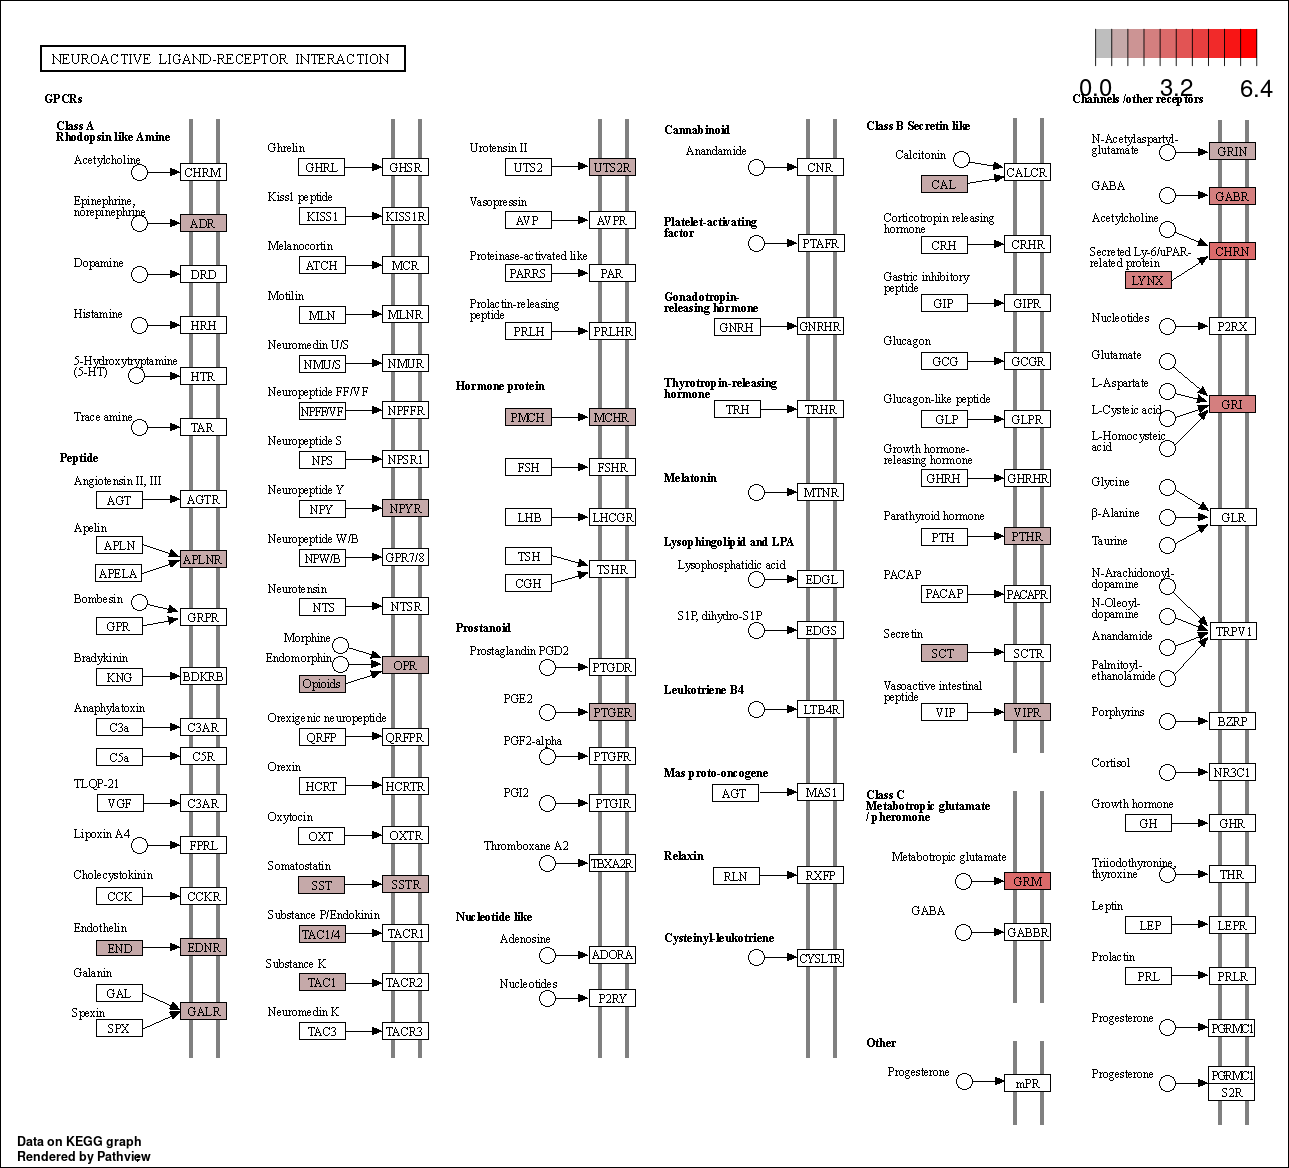 NEUROACTIVE LIGAND-RECEPTOR INTERACTION
0.0 3.2 6.4
GPCRs
Class A
Rhodopsin like Amine
Acetylcholine
CHRM
Epinephrine,
norepinephrine
ADR
Dopamine
DRD
Histamine
HRH
5-Hydroxytryptamine
(5-HT)
HTR
Trace amine
TAR
Peptide
Angiotensin II, III
AGT AGTR
Apelin
APLN
APLNR
APELA
Bombesin
GRPR
GPR
Bradykinin
KNG BDKRB
Anaphylatoxin
C3a C3AR
C5a C5R
TLQP-21
VGF C3AR
Lipoxin A4
FPRL
Cholecystokinin
CCK CCKR
Endothelin
END EDNR
Galanin
GAL
GALR
Spexin
SPX
Ghrelin
GHRL GHSR
Kiss1 peptide
KISS1 KISS1R
Melanocortin
ATCH MCR
Motilin
MLN MLNR
Neuromedin U/S
NMU/S NMUR
Neuropeptide FF/VF
NPFF/VF NPFFR
Neuropeptide S
NPS NPSR1
Neuropeptide Y
NPY NPYR
Neuropeptide W/B
NPW/B GPR7/8
Neurotensin
NTS NTSR
Morphine
Endomorphin
OPR
Opioids
Orexigenic neuropeptide
QRFP QRFPR
Orexin
HCRT HCRTR
Oxytocin
OXT OXTR
Somatostatin
SST SSTR
Substance P/Endokinin
TAC1/4 TACR1
Substance K
TAC1 TACR2
Neuromedin K
TAC3 TACR3
Urotensin II
UTS2 UTS2R
Vasopressin
AVP AVPR
Proteinase-activated like
PARRS PAR
Prolactin-releasing
peptide
PRLH PRLHR
Hormone protein
PMCH MCHR
FSH FSHR
LHB LHCGR
TSH
TSHR
CGH
Prostanoid
Prostaglandin PGD2
PTGDR
PGE2
PTGER
PGF2-alpha
PTGFR
PGI2
PTGIR
Thromboxane A2
TBXA2R
Nucleotide like
Adenosine
ADORA
Nucleotides
P2RY
Cannabinoid
Anandamide
CNR
Platelet-activating
factor
PTAFR
Gonadotropin-
releasing hormone
GNRH GNRHR
Thyrotropin-releasing
hormone
TRH TRHR
Melatonin
MTNR
Lysophingolipid and LPA
Lysophosphatidic acid
EDGL
S1P, dihydro-S1P
EDGS
Leukotriene B4
LTB4R
Mas proto-oncogene
AGT MAS1
Relaxin
RLN RXFP
Cysteinyl-leukotriene
CYSLTR
Class B Secretin like
Calcitonin
CALCR
CAL
Corticotropin releasing
hormone
CRH CRHR
Gastric inhibitory
peptide
GIP GIPR
Glucagon
GCG GCGR
Glucagon-like peptide
GLP GLPR
Growth hormone-
releasing hormone
GHRH GHRHR
Parathyroid hormone
PTH PTHR
PACAP
PACAP PACAPR
Secretin
SCT SCTR
Vasoactive intestinal
peptide
VIP VIPR
Class C
Metabotropic glutamate
/ pheromone
Metabotropic glutamate
GRM
GABA
GABBR
Other
Progesterone
mPR
Channels /other receptors
N-Acetylaspartyl-
glutamate
GRIN
GABA
GABR
Acetylcholine
CHRN
Secreted Ly-6/uPAR-
related protein
LYNX
Nucleotides
P2RX
Glutamate
L-Aspartate
GRI
L-Cysteic acid
L-Homocysteic
acid
Glycine
β-Alanine
GLR
Taurine
N-Arachidonoyl-
dopamine
N-Oleoyl-
dopamine
TRPV1
Anandamide
Palmitoyl-
ethanolamide
Porphyrins
BZRP
Cortisol
NR3C1
Growth hormone
GH GHR
Triiodothyronine,
thyroxine
THR
Leptin
LEP LEPR
Prolactin
PRL PRLR
Progesterone
PGRMC1
Progesterone
PGRMC1
S2R
Data on KEGG graph
Rendered by Pathview